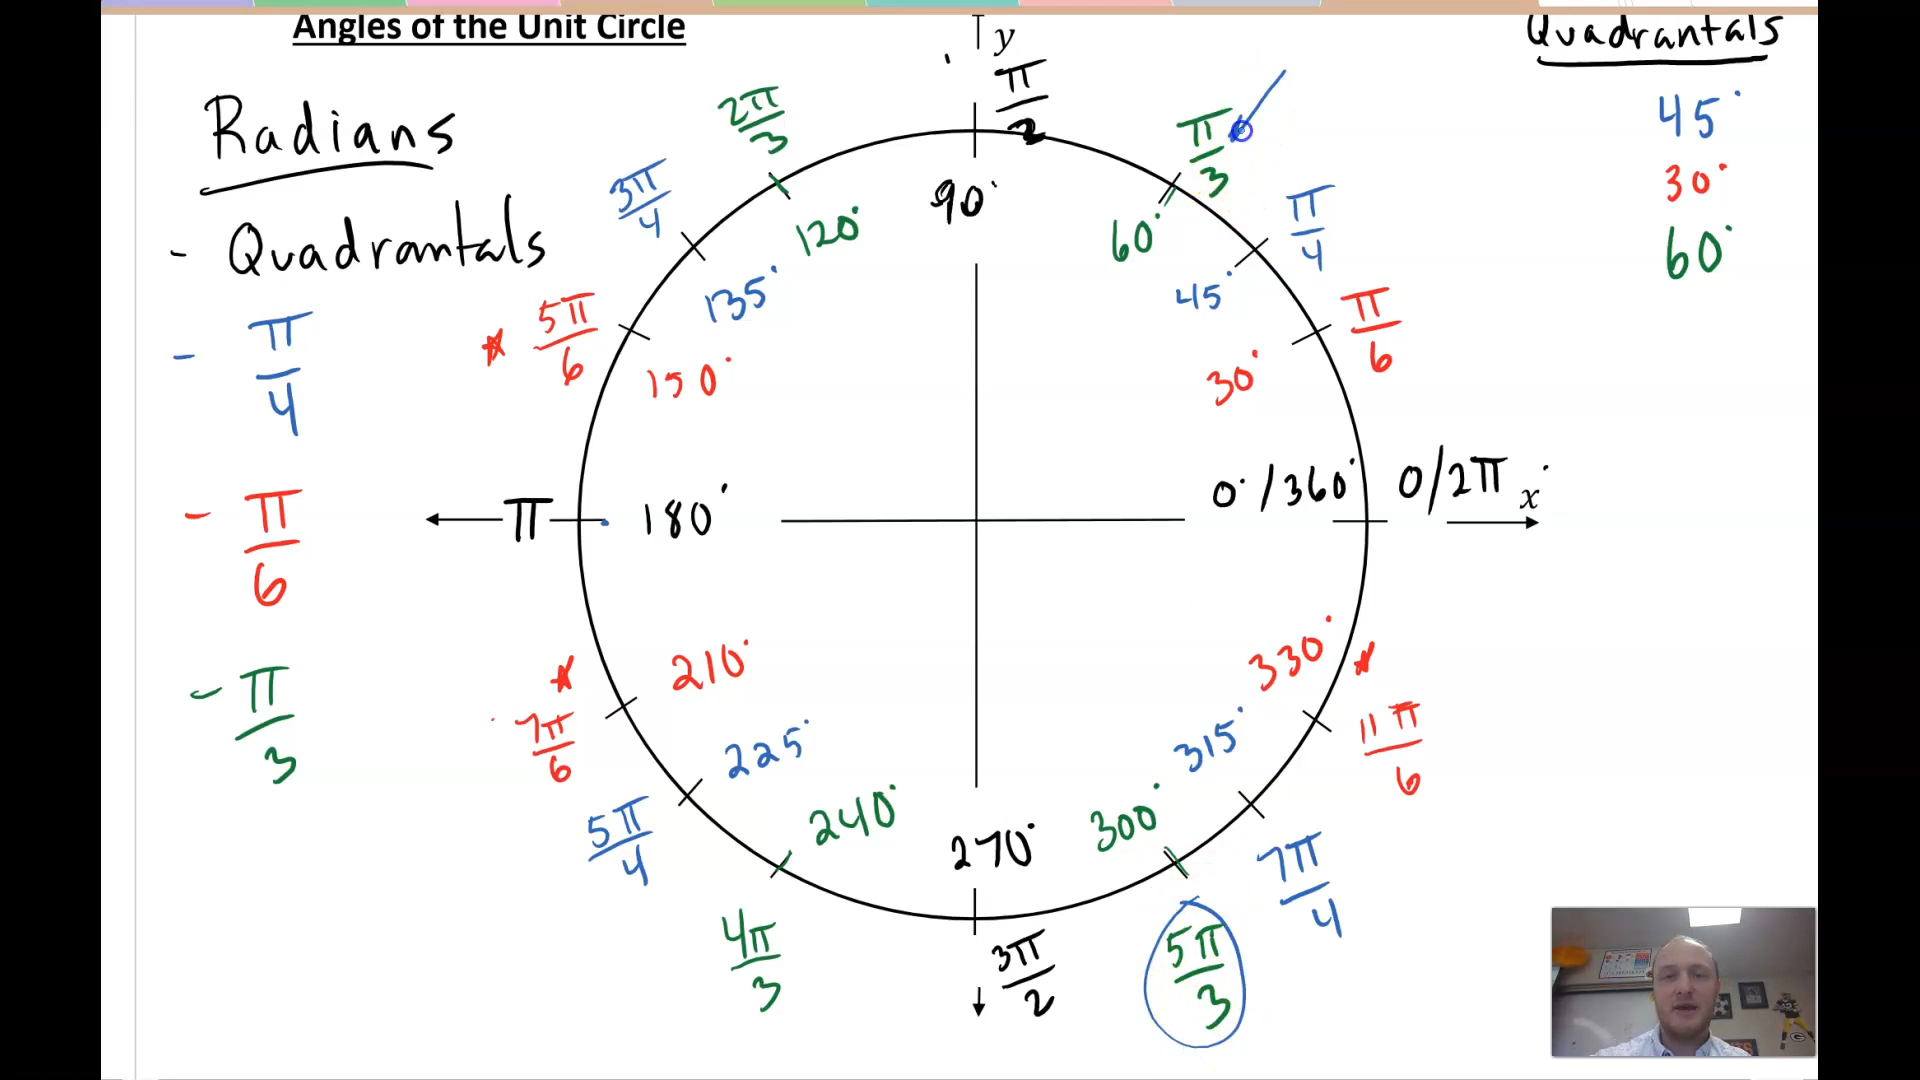 Angles of the Unit Circle
Quadrantals
45°
30°
60°
Radians
- Quadrantals
- π/4
- π/6
- π/3
y
π/2
90°
π/3
60°
π/4
45°
π/6
30°
0°/360°
0/2π
x
2π/3
120°
3π/4
135°
5π/6
150°
π
180°
210°
7π/6
225°
5π/4
240°
4π/3
270°
3π/2
300°
5π/3
315°
7π/4
330°
11π/6